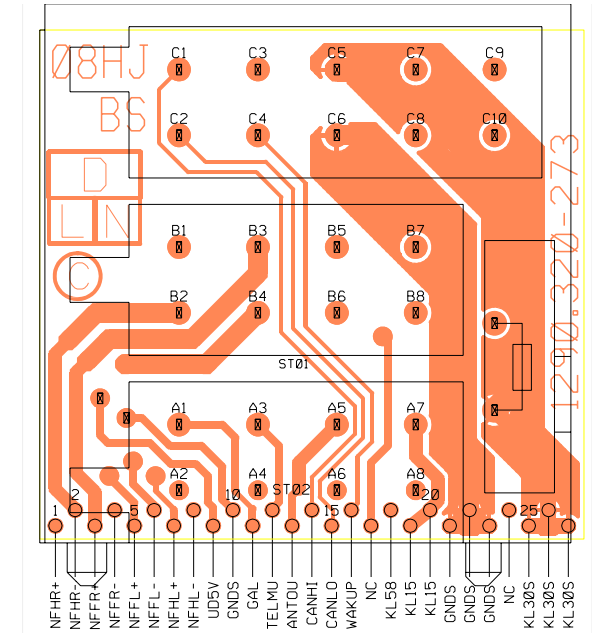 Ø8HJ
BS
D
L N
C
C1 C3 C5 C7 C9
C2 C4 C6 C8 C10
B1 B3 B5 B7
B2 B4 B6 B8
STØ1
A1 A3 A5 A7
A2 A4 A6 A8
STØ2
1290.320-273
2 10 20
1 5 15 25
NFHR+
NFHR-
NFFR+
NFFR-
NFFL+
NFFL-
NFHL+
NFHL-
UD5V
GNDS
GAL
TELMU
ANTOU
CANHI
CANLO
WAKUP
NC
KL58
KL15
KL15
GNDS
GNDS
GNDS
NC
KL30S
KL30S
KL30S